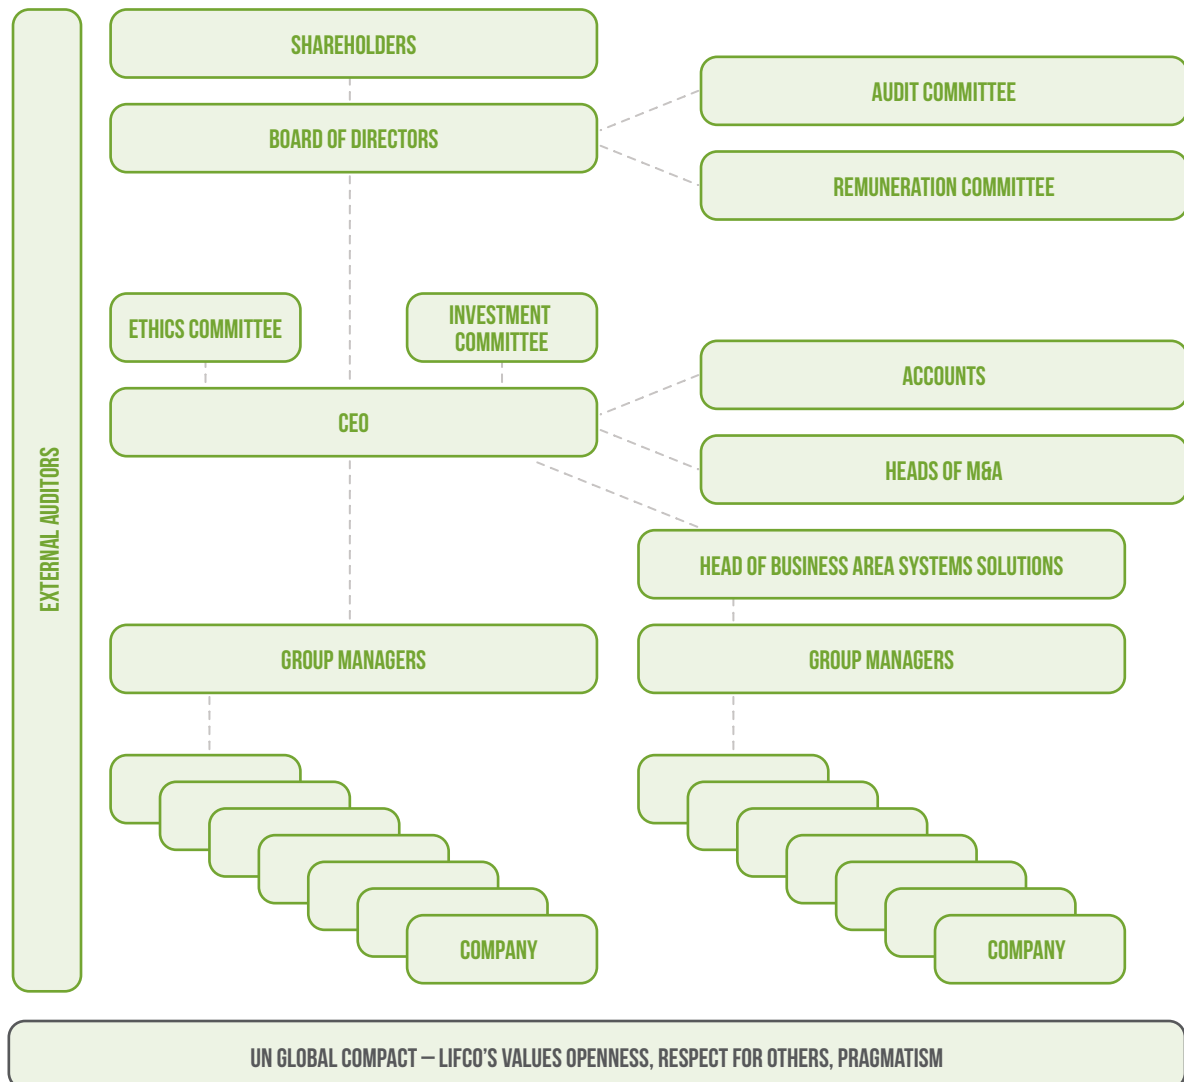 SHAREHOLDERS
AUDIT COMMITTEE
BOARD OF DIRECTORS
REMUNERATION COMMITTEE
ETHICS COMMITTEE
INVESTMENT
COMMITTEE
ACCOUNTS
CEO
HEADS OF M&A
EXTERNAL AUDITORS
HEAD OF BUSINESS AREA SYSTEMS SOLUTIONS
GROUP MANAGERS
GROUP MANAGERS
COMPANY
COMPANY
UN GLOBAL COMPACT – LIFCO'S VALUES OPENNESS, RESPECT FOR OTHERS, PRAGMATISM